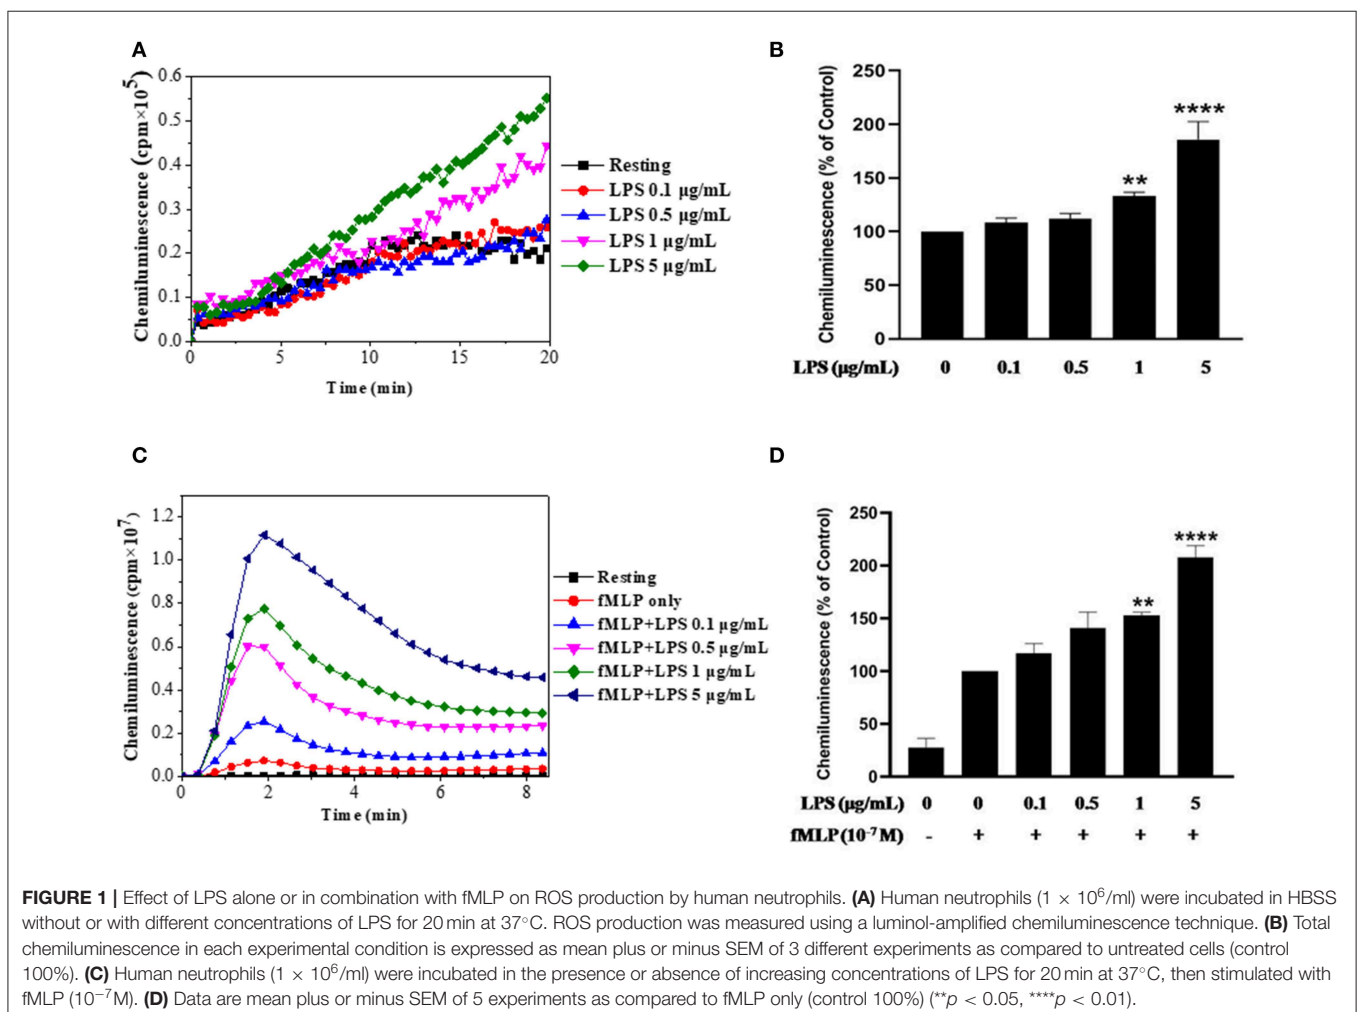 A
Chemiluminescence (cpm×10⁵)
0.6
0.5
0.4
0.3
0.2
0.1
0.0
0 5 10 15 20
Time (min)
Resting
LPS 0.1 µg/mL
LPS 0.5 µg/mL
LPS 1 µg/mL
LPS 5 µg/mL
B
Chemiluminescence (% of Control)
250
200
150
100
50
0
**
****
LPS (µg/mL) 0 0.1 0.5 1 5
C
Chemiluminescence (cpm×10⁷)
1.2
1.0
0.8
0.6
0.4
0.2
0.0
0 2 4 6 8
Time (min)
Resting
fMLP only
fMLP+LPS 0.1 µg/mL
fMLP+LPS 0.5 µg/mL
fMLP+LPS 1 µg/mL
fMLP+LPS 5 µg/mL
D
Chemiluminescence (% of Control)
250
200
150
100
50
0
**
****
LPS (µg/mL) 0 0 0.1 0.5 1 5
fMLP (10⁻⁷M) - + + + + +
FIGURE 1 | Effect of LPS alone or in combination with fMLP on ROS production by human neutrophils. (A) Human neutrophils (1 × 10⁶/ml) were incubated in HBSS
without or with different concentrations of LPS for 20 min at 37°C. ROS production was measured using a luminol-amplified chemiluminescence technique. (B) Total
chemiluminescence in each experimental condition is expressed as mean plus or minus SEM of 3 different experiments as compared to untreated cells (control
100%). (C) Human neutrophils (1 × 10⁶/ml) were incubated in the presence or absence of increasing concentrations of LPS for 20 min at 37°C, then stimulated with
fMLP (10⁻⁷M). (D) Data are mean plus or minus SEM of 5 experiments as compared to fMLP only (control 100%) (**p < 0.05, ****p < 0.01).